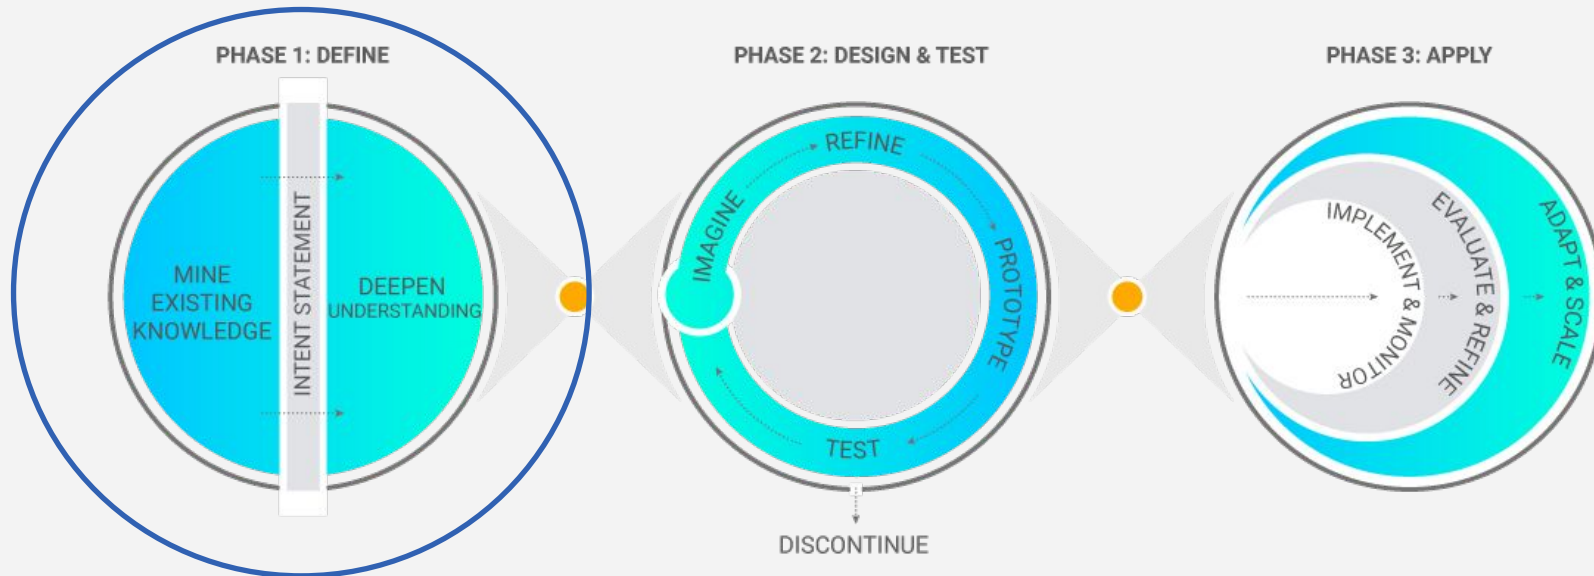 PHASE 1: DEFINE
MINE
EXISTING
KNOWLEDGE
INTENT STATEMENT
DEEPEN
UNDERSTANDING
PHASE 2: DESIGN & TEST
IMAGINE
REFINE
PROTOTYPE
TEST
DISCONTINUE
PHASE 3: APPLY
IMPLEMENT & MONITOR
EVALUATE & REFINE
ADAPT & SCALE